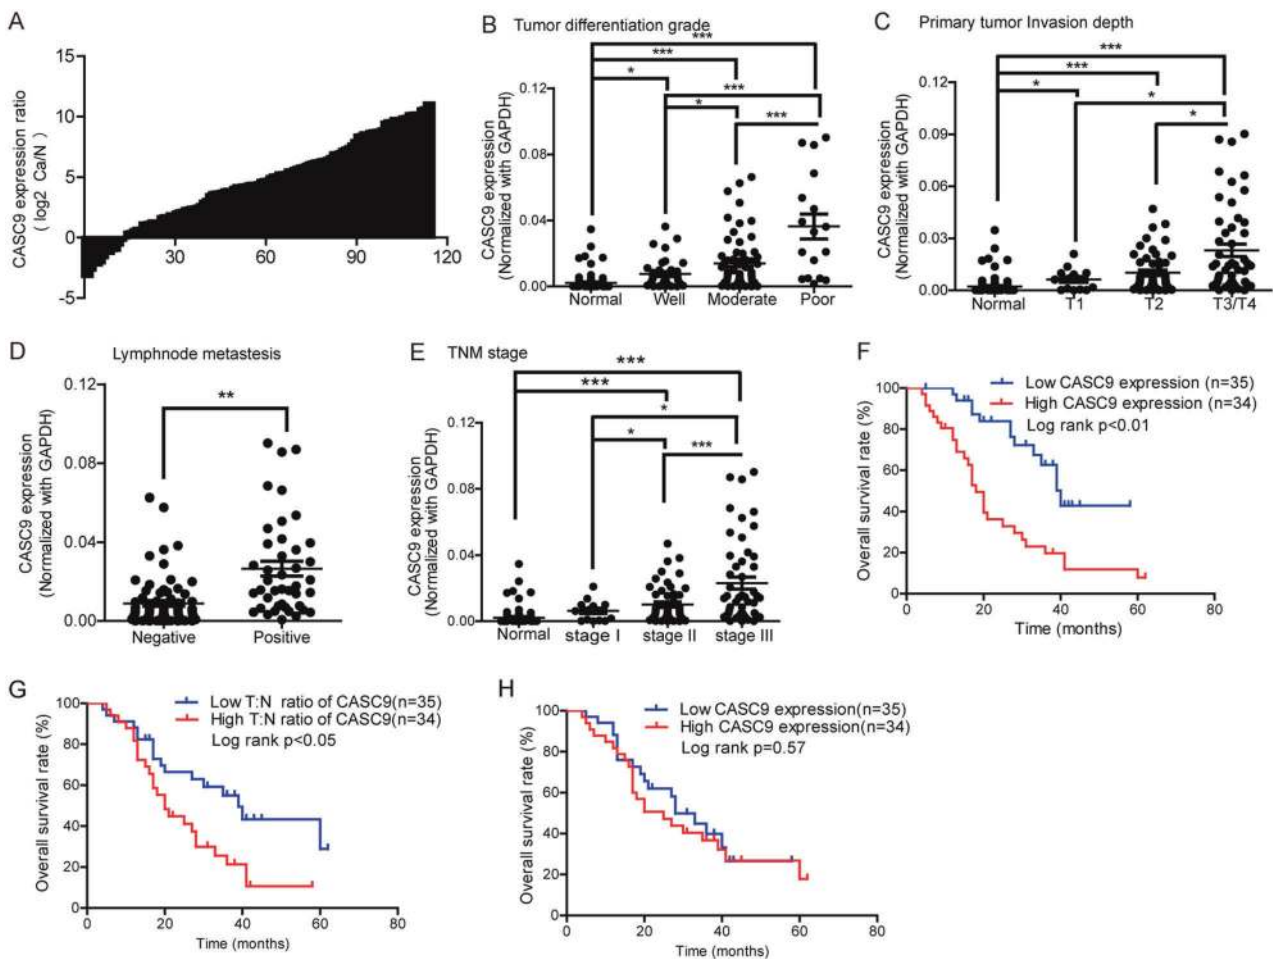 A
CASC9 expression ratio
( log2 Ca/N )
15
10
5
0
-5
30
60
90
120
B
Tumor differentiation grade
CASC9 expression
(Normalized with GAPDH)
0.12
0.08
0.04
0.00
***
***
*
***
*
***
Normal
Well
Moderate
Poor
C
Primary tumor Invasion depth
CASC9 expression
(Normalized with GAPDH)
0.12
0.09
0.06
0.03
0.00
***
***
*
*
*
Normal
T1
T2
T3/T4
D
Lymphnode metastesis
CASC9 expression
(Normalized with GAPDH)
0.12
0.08
0.04
0.00
**
Negative
Positive
E
TNM stage
CASC9 expression
(Normalized with GAPDH)
0.12
0.08
0.04
0.00
***
***
*
*
***
Normal
stage I
stage II
stage III
F
Low CASC9 expression (n=35)
High CASC9 expression (n=34)
Log rank p<0.01
Overall survival rate (%)
100
80
60
40
20
0
0
20
40
60
80
Time (months)
G
Low T:N ratio of CASC9(n=35)
High T:N ratio of CASC9(n=34)
Log rank p<0.05
Overall survival rate (%)
100
80
60
40
20
0
0
20
40
60
80
Time (months)
H
Low CASC9 expression(n=35)
High CASC9 expression(n=34)
Log rank p=0.57
Overall survival rate (%)
100
80
60
40
20
0
0
20
40
60
80
Time (months)